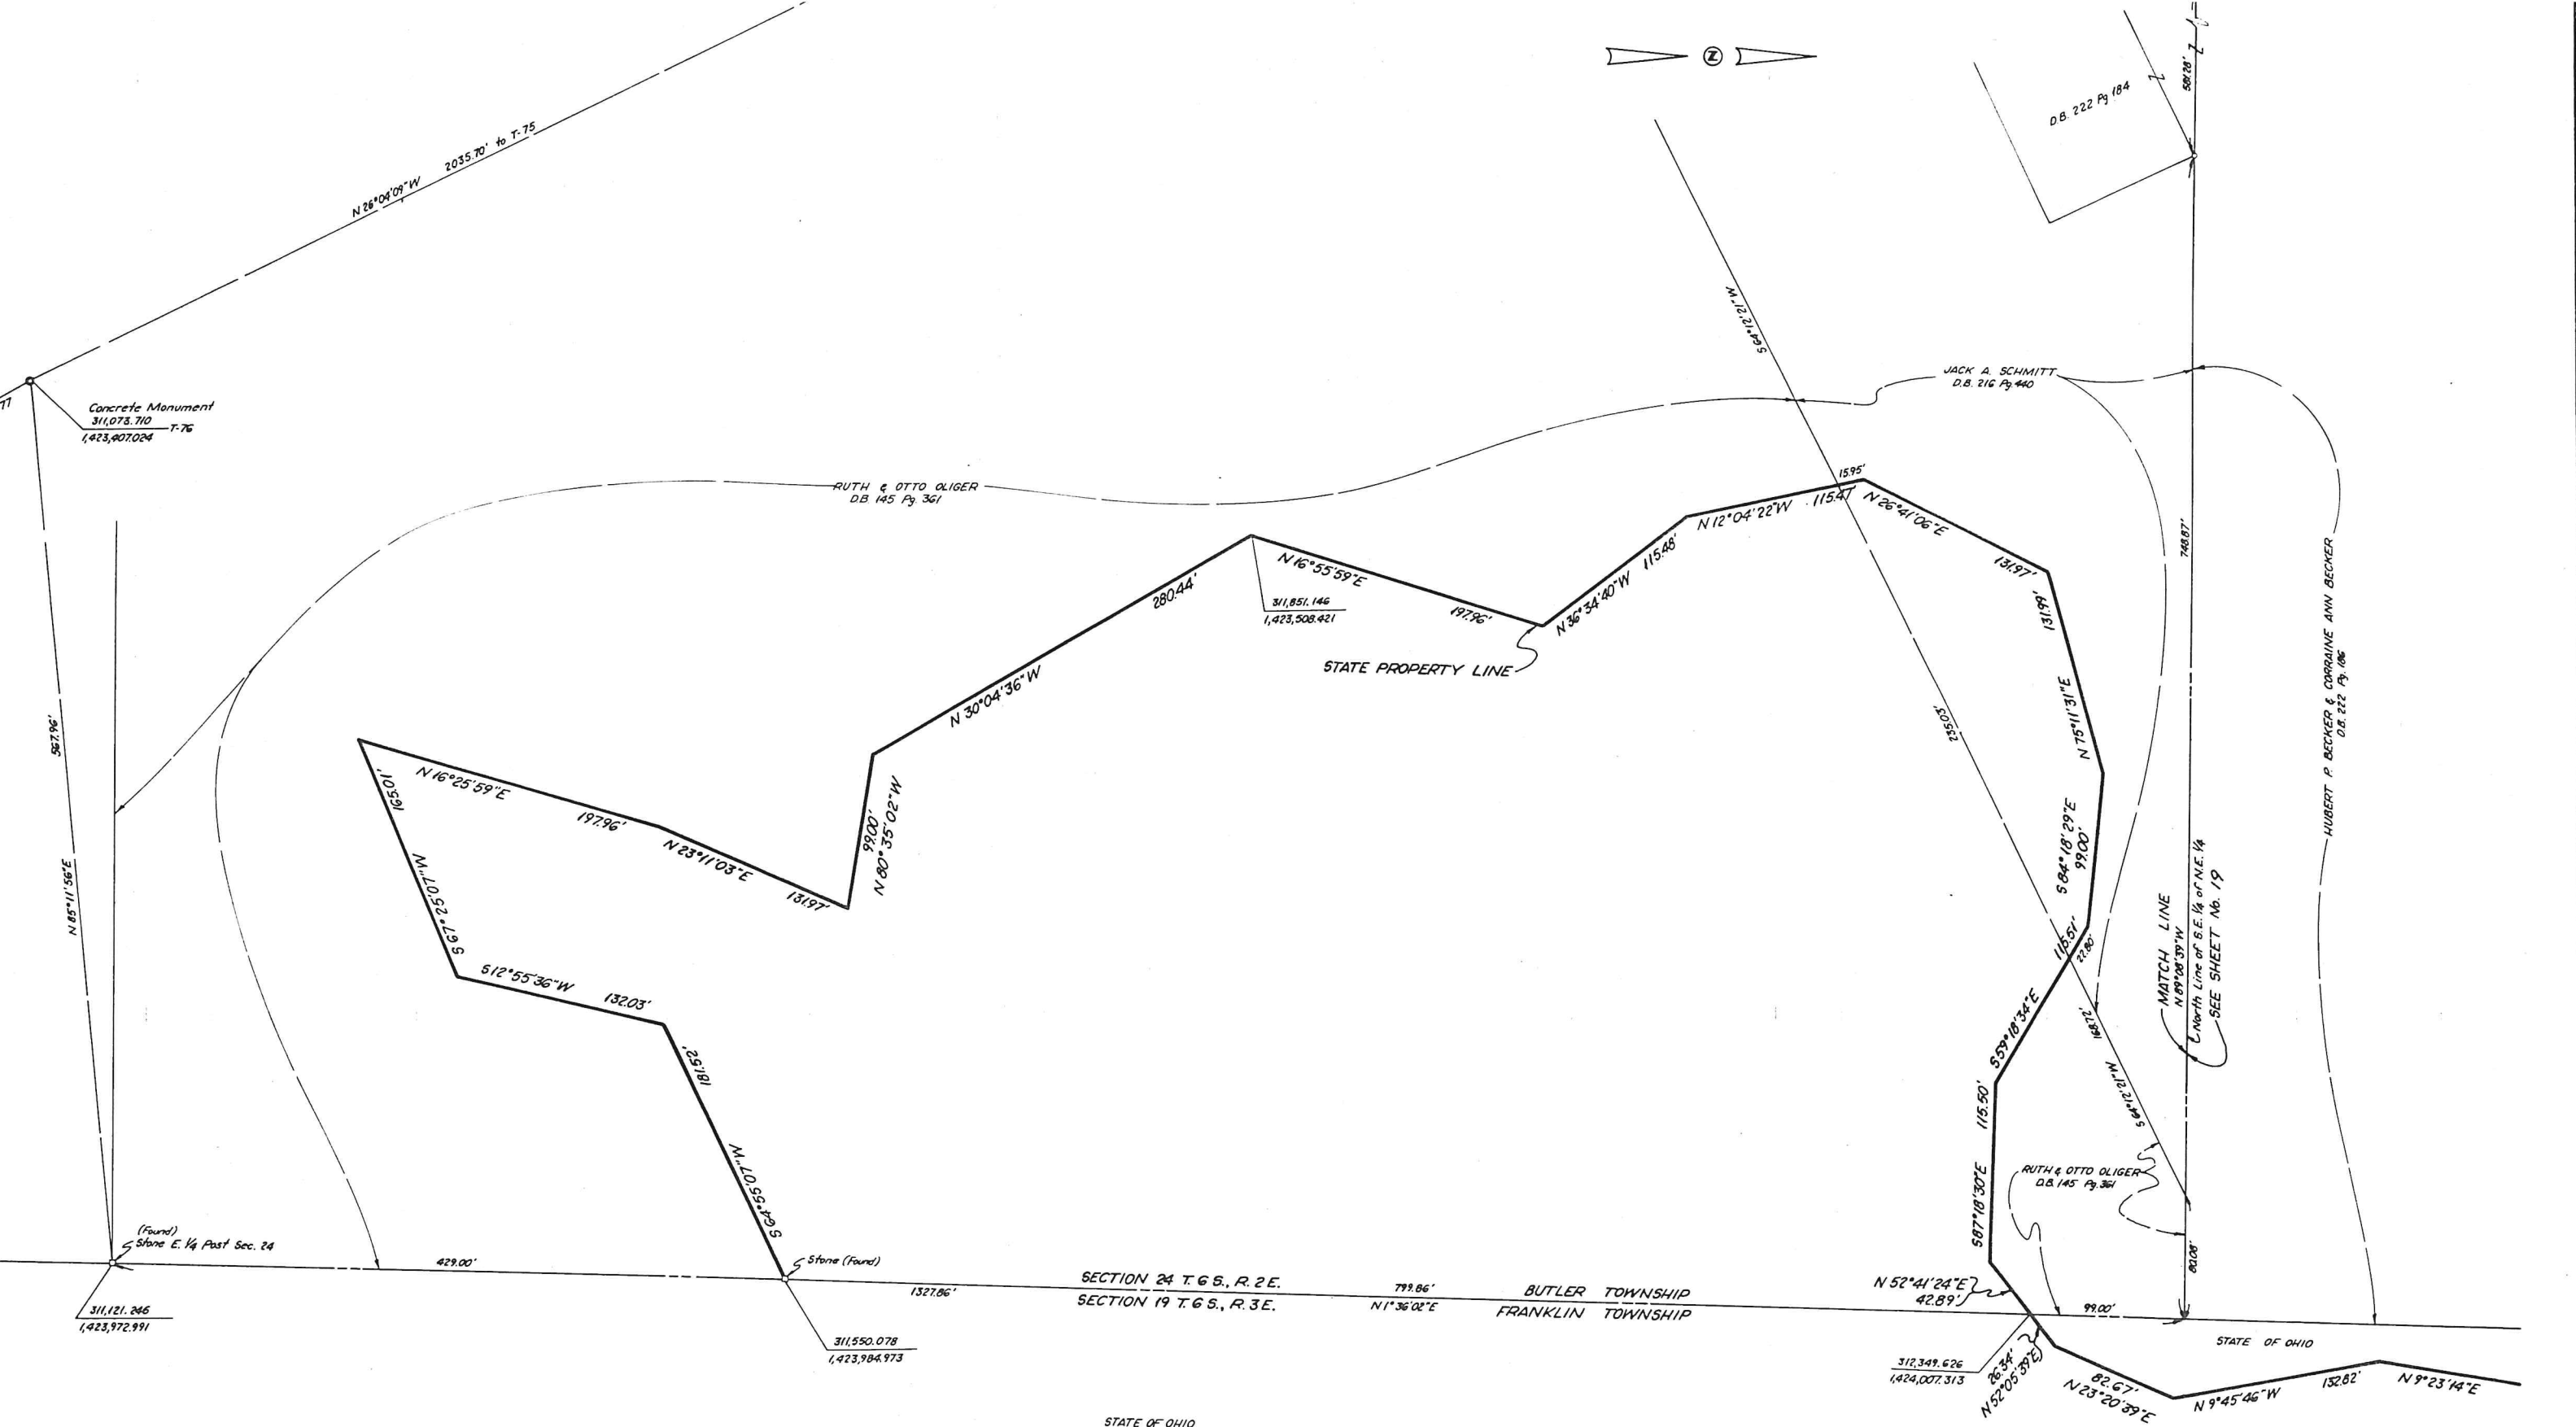 Z
D.B. 222 Pg 184
581.28'
N 26°04'09"W 2035.70' to T-75
77
Concrete Monument
311,073.710
1,423,407.024
T-76
567.96'
N 85°11'56"E
RUTH & OTTO OLIGER
D.B. 145 Pg. 361
S 64°12'21"W
JACK A. SCHMITT
D.B. 216 Pg. 440
15.95'
N 12°04'22"W 115.47
N 26°41'06"E
131.97'
N 16°55'59"E
197.96'
311,851.146
1,423,508.421
N 36°34'40"W 115.48'
STATE PROPERTY LINE
280.44'
N 30°04'36"W
131.99'
N 75°11'31"E
748.87'
HUBERT P. BECKER & CORRAINE ANN BECKER
D.B. 222 Pg. 186
235.03'
165.01'
S 67°25'07"W
N 16°25'59"E
197.96'
N 23°11'03"E
131.97'
99.00'
N 80°35'02"W
S 84°18'29"E
99.00'
115.51'
22.80'
S 12°55'36"W
132.03'
181.52'
S 64°55'07"W
S 59°18'34"E
168.72'
S 64°12'21"W
MATCH LINE
N 89°08'39"W
North Line of S.E. 1/4 of N.E. 1/4
SEE SHEET No. 19
S 87°18'30"E 115.50'
RUTH & OTTO OLIGER
D.B. 145 Pg. 361
80.08'
(Found)
Stone E. 1/4 Post Sec. 24
429.00'
Stone (Found)
311,121.246
1,423,972.991
1327.86'
SECTION 24 T. 6 S., R. 2 E.
SECTION 19 T. 6 S., R. 3 E.
799.86'
N 1°36'02"E
BUTLER TOWNSHIP
FRANKLIN TOWNSHIP
N 52°41'24"E
42.89'
99.00'
311,550.078
1,423,984.973
312,349.626
1,424,007.313
26.34'
N 52°05'39"E
82.67'
N 23°20'39"E
STATE OF OHIO
N 9°45'46"W 132.82'
N 9°23'14"E
STATE OF OHIO